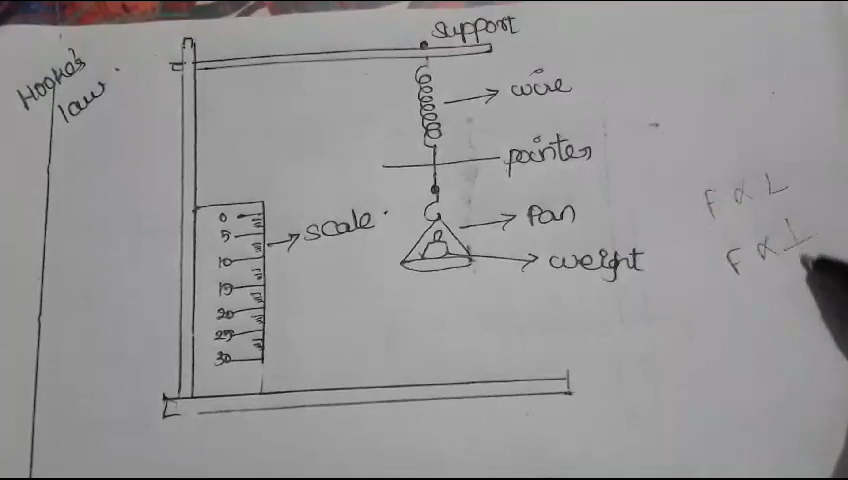 Hooke's
law.
support
wire
pointer
scale.
Pan
weight
0
5
10
15
20
25
30
F ∝ L
F ∝ 1